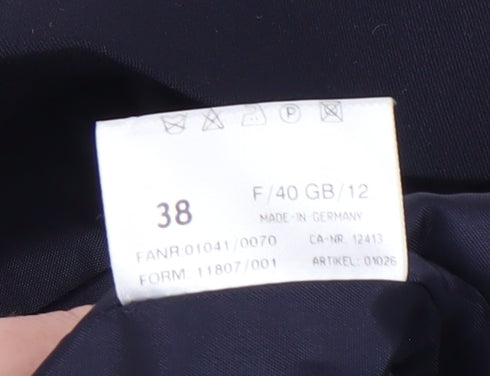 P
38 F/40 GB/12
MADE-IN-GERMANY
FANR:01041/0070 CA-NR. 12413
FORM. 11807/001 ARTIKEL: 01026